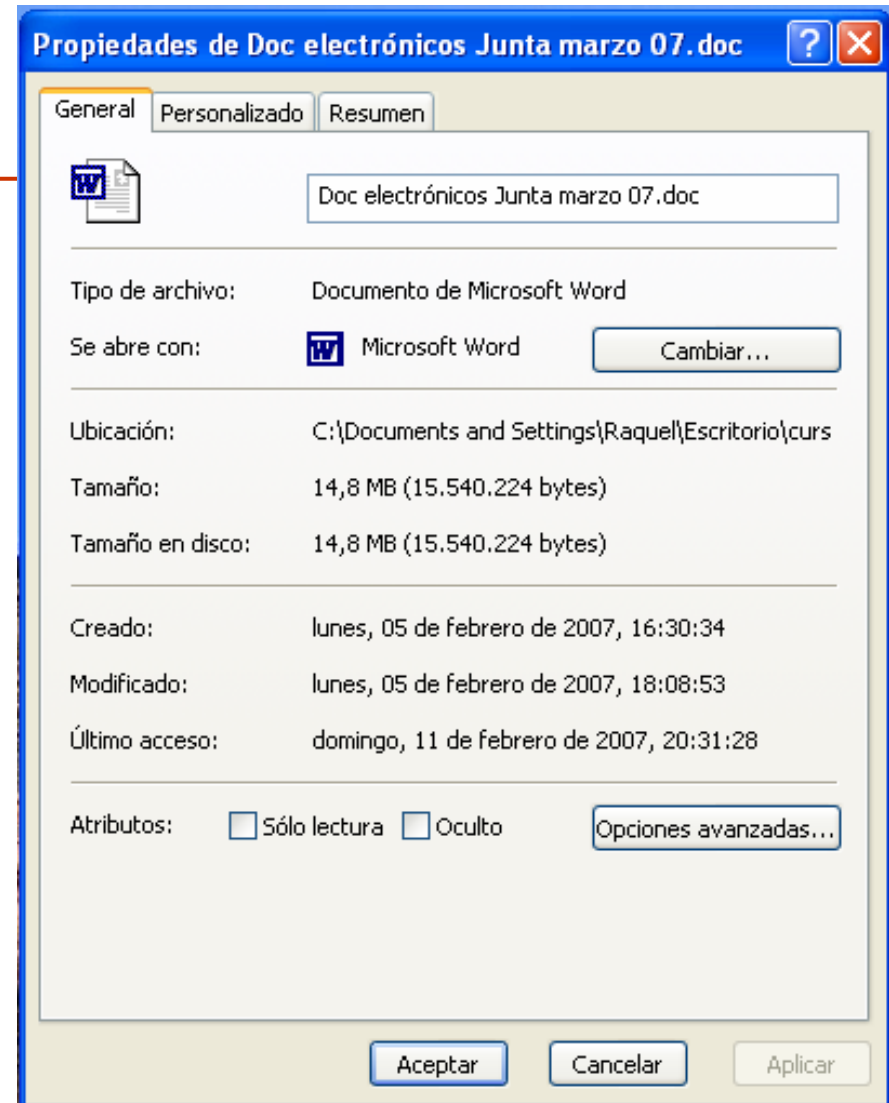 Propiedades de Doc electrónicos Junta marzo 07.doc
General Personalizado Resumen
Doc electrónicos Junta marzo 07.doc
Tipo de archivo: Documento de Microsoft Word
Se abre con: Microsoft Word Cambiar...
Ubicación: C:\Documents and Settings\Raquel\Escritorio\curs
Tamaño: 14,8 MB (15.540.224 bytes)
Tamaño en disco: 14,8 MB (15.540.224 bytes)
Creado: lunes, 05 de febrero de 2007, 16:30:34
Modificado: lunes, 05 de febrero de 2007, 18:08:53
Último acceso: domingo, 11 de febrero de 2007, 20:31:28
Atributos: Sólo lectura Oculto Opciones avanzadas...
Aceptar Cancelar Aplicar